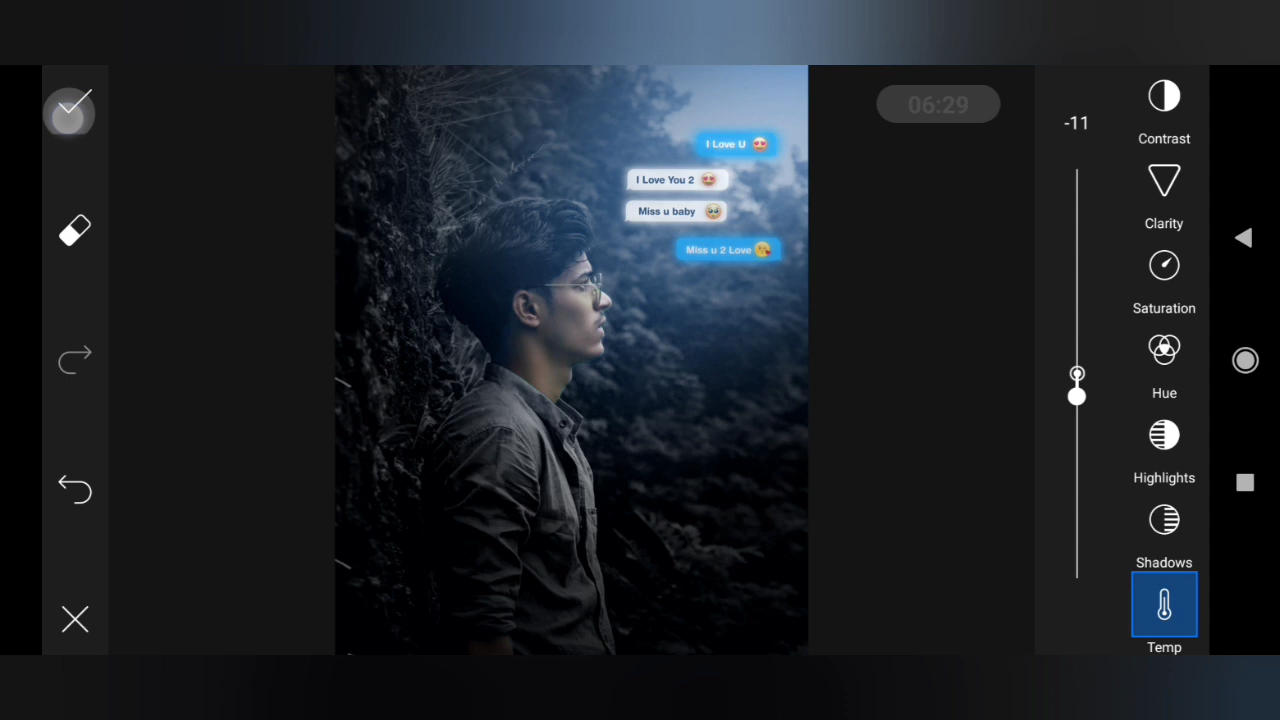 06:29
-11
Contrast
Clarity
Saturation
Hue
Highlights
Shadows
Temp
I Love U 😍
I Love You 2 😍
Miss u baby 🥹
Miss u 2 Love 😘